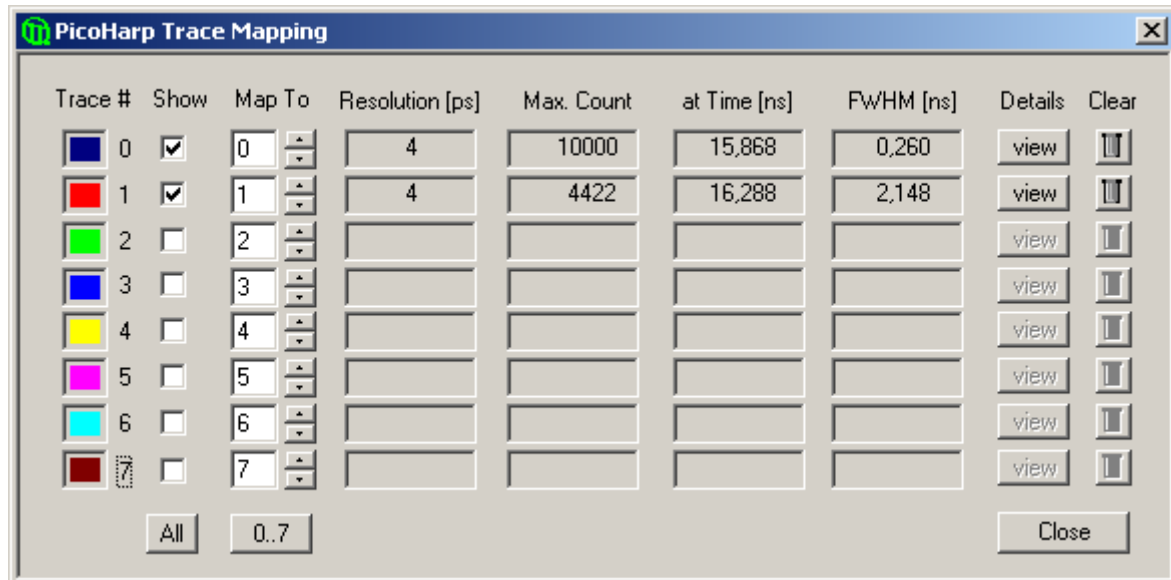 PicoHarp Trace Mapping
Trace # Show Map To Resolution [ps] Max. Count at Time [ns] FWHM [ns] Details Clear
0 0 4 10000 15,868 0,260 view
1 1 4 4422 16,288 2,148 view
2 2 view
3 3 view
4 4 view
5 5 view
6 6 view
7 7 view
All 0..7 Close